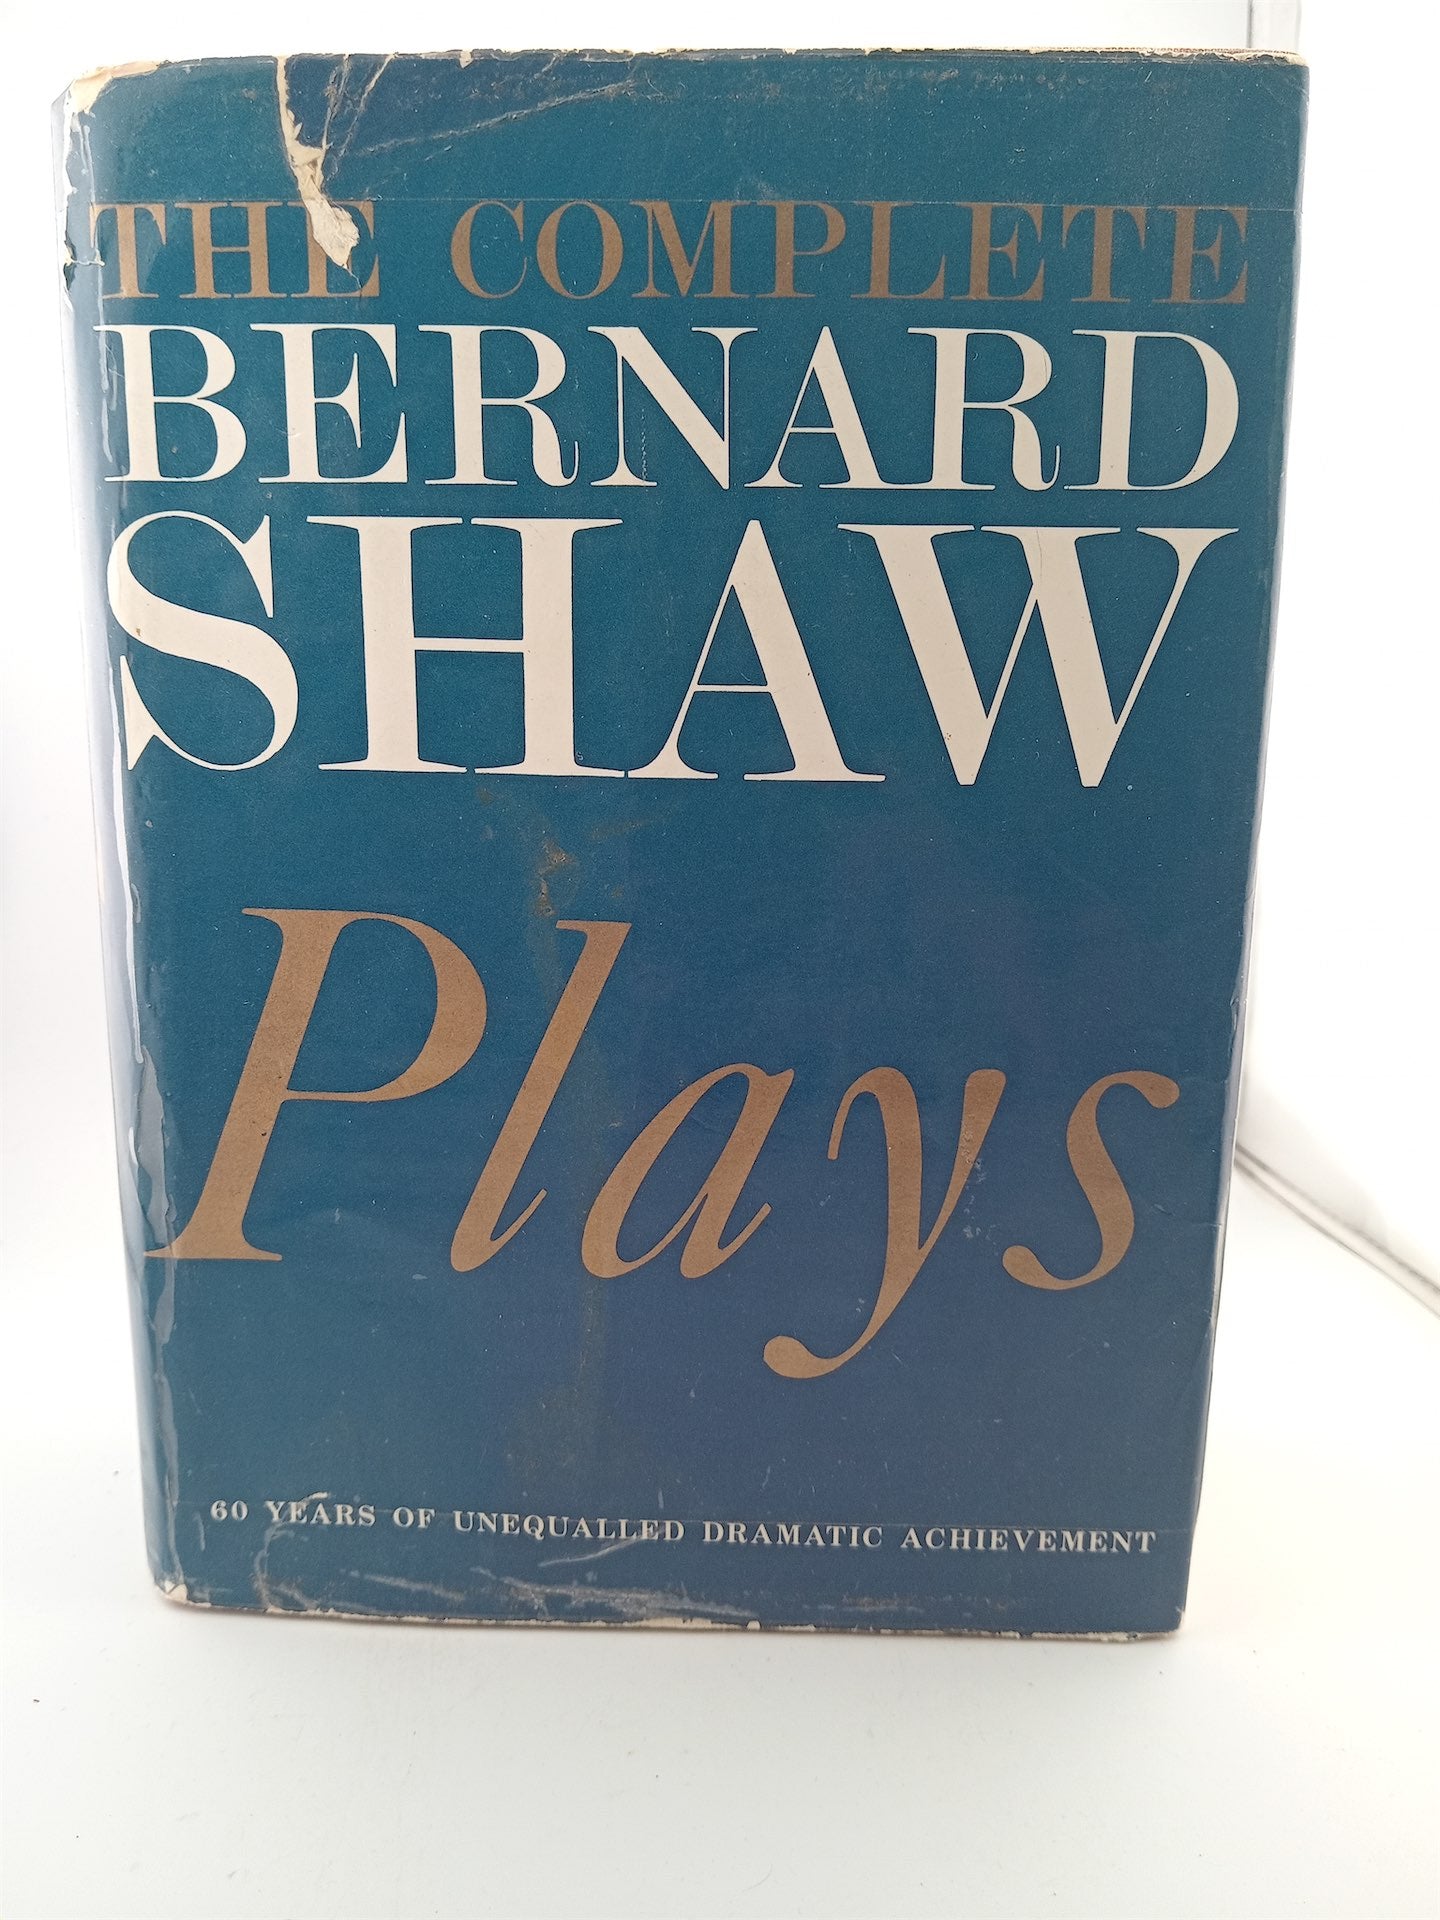 THE COMPLETE
BERNARD
SHAW
Plays
60 YEARS OF UNEQUALLED DRAMATIC ACHIEVEMENT